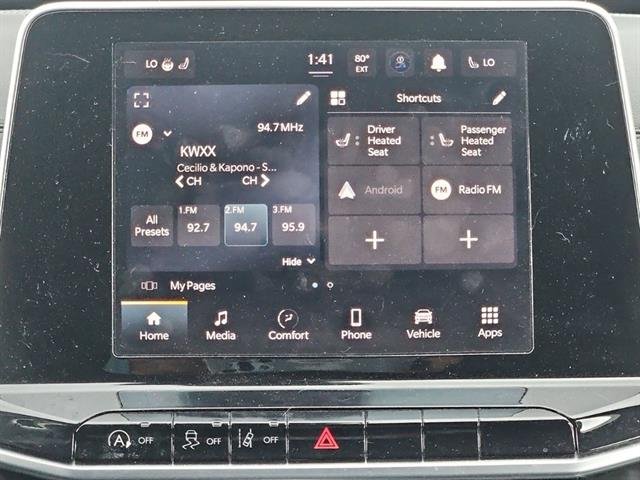 LO
1:41
80°
EXT
LO
FM
94.7 MHz
KWXX
Cecilio & Kapono - S...
CH CH
All
Presets
1.FM
92.7
2.FM
94.7
3.FM
95.9
Hide
Shortcuts
Driver
Heated
Seat
Passenger
Heated
Seat
Android
FM Radio FM
My Pages
Home
Media
Comfort
Phone
Vehicle
Apps
A OFF
OFF
OFF